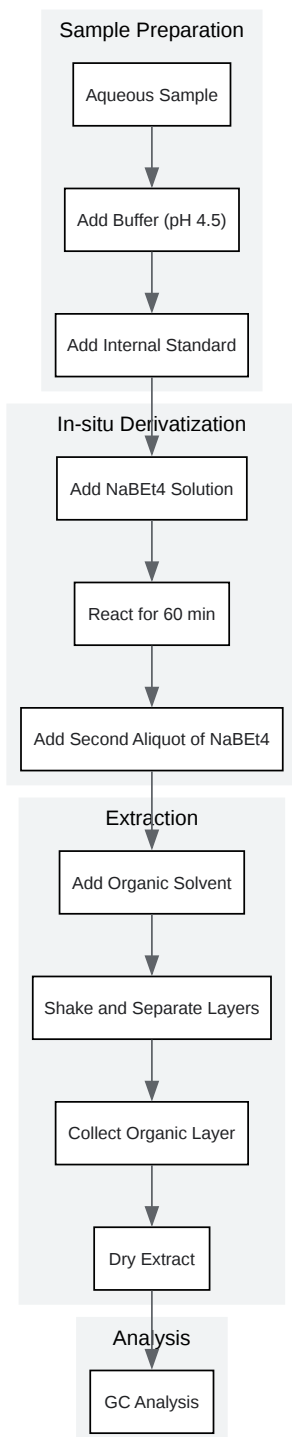 Sample Preparation
Aqueous Sample
Add Buffer (pH 4.5)
Add Internal Standard
In-situ Derivatization
Add NaBEt4 Solution
React for 60 min
Add Second Aliquot of NaBEt4
Extraction
Add Organic Solvent
Shake and Separate Layers
Collect Organic Layer
Dry Extract
Analysis
GC Analysis